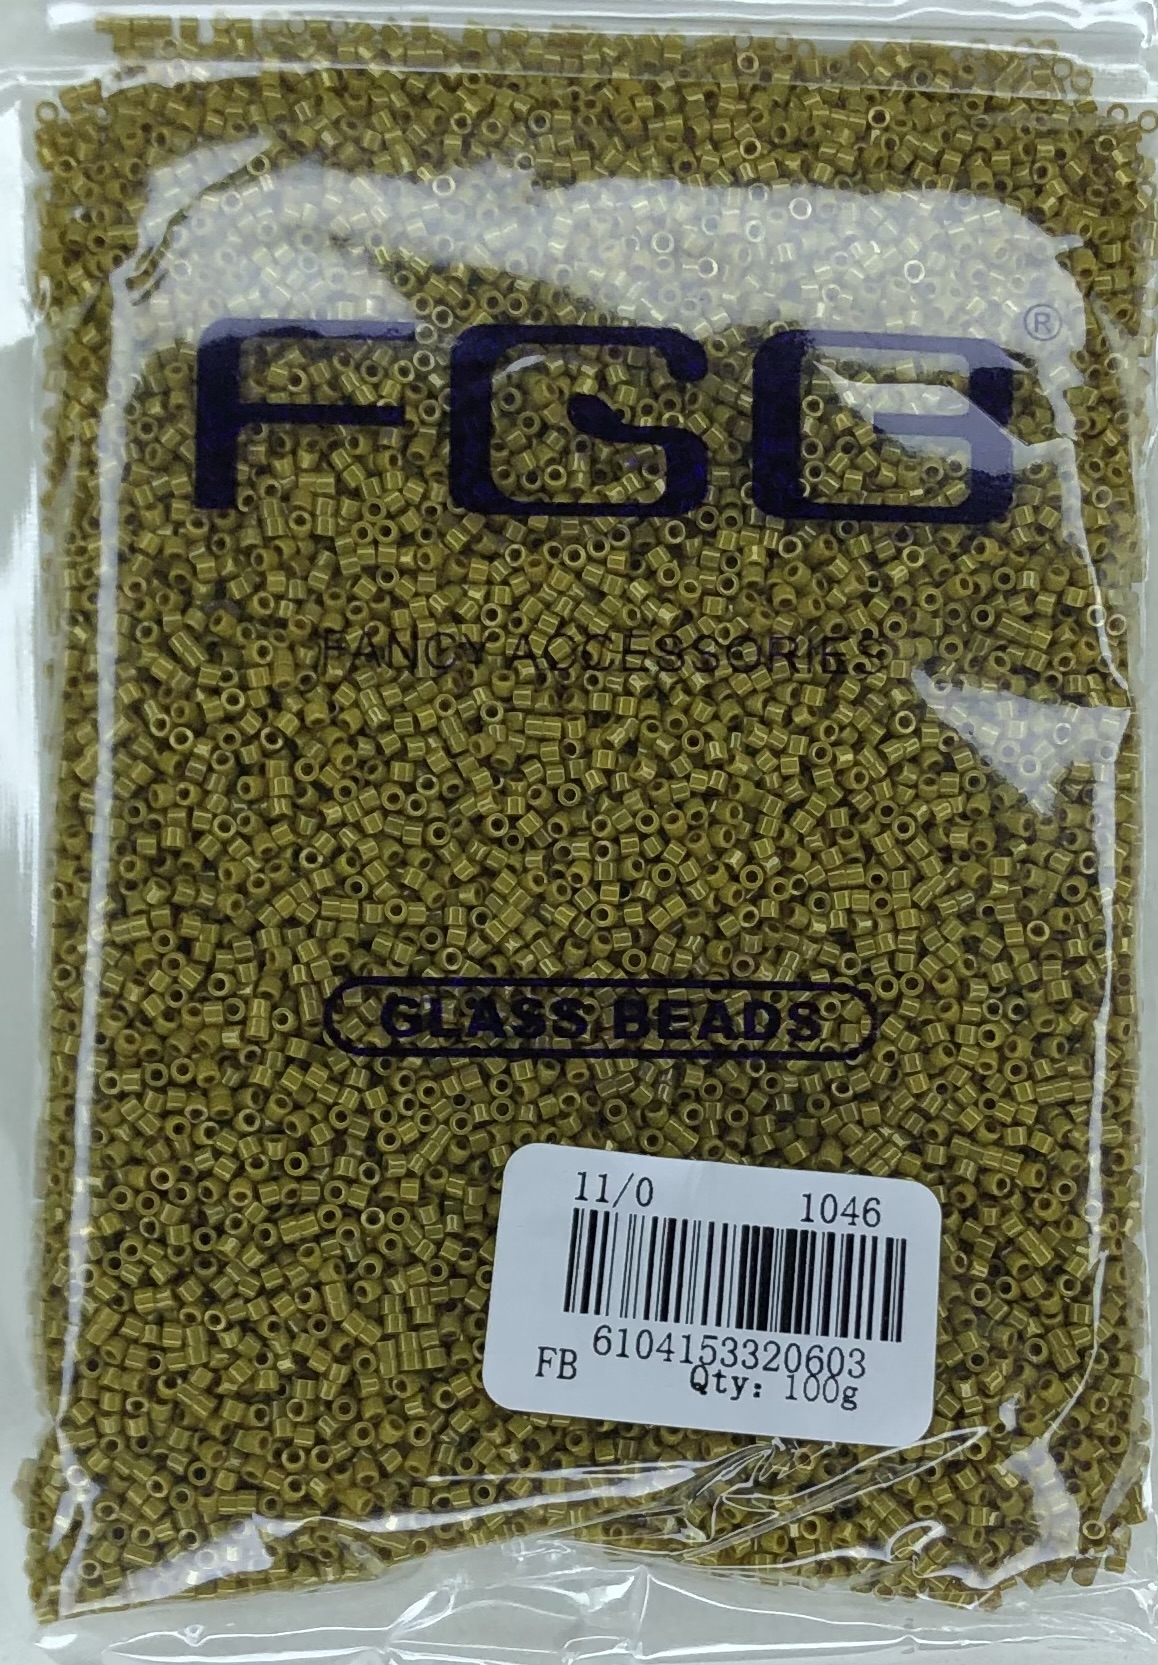 FGB®
FANCY ACCESSORIES
GLASS BEADS
11/0 1046
6104153320603
FB Qty: 100g